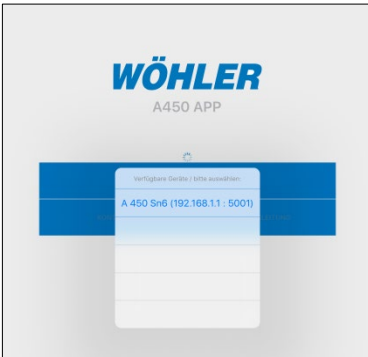 WÖHLER
A450 APP
Verfügbare Geräte / bitte auswählen:
A 450 Sn6 (192.168.1.1 : 5001)